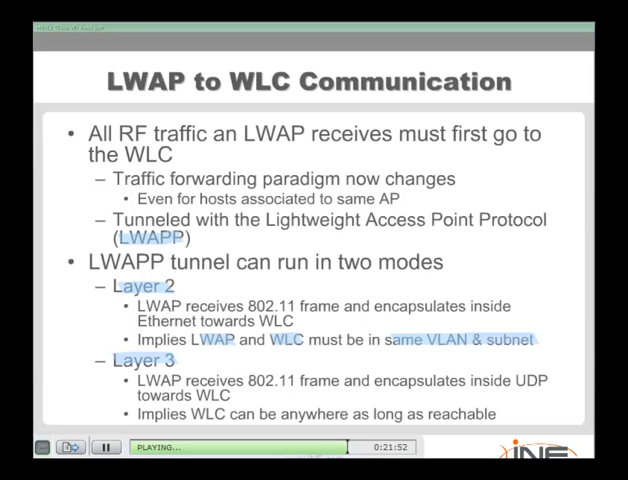 LWAP to WLC Communication
• All RF traffic an LWAP receives must first go to
the WLC
– Traffic forwarding paradigm now changes
• Even for hosts associated to same AP
– Tunneled with the Lightweight Access Point Protocol
(LWAPP)
• LWAPP tunnel can run in two modes
– Layer 2
• LWAP receives 802.11 frame and encapsulates inside
Ethernet towards WLC
• Implies LWAP and WLC must be in same VLAN & subnet
– Layer 3
• LWAP receives 802.11 frame and encapsulates inside UDP
towards WLC
• Implies WLC can be anywhere as long as reachable
PLAYING...
0:21:52
INE